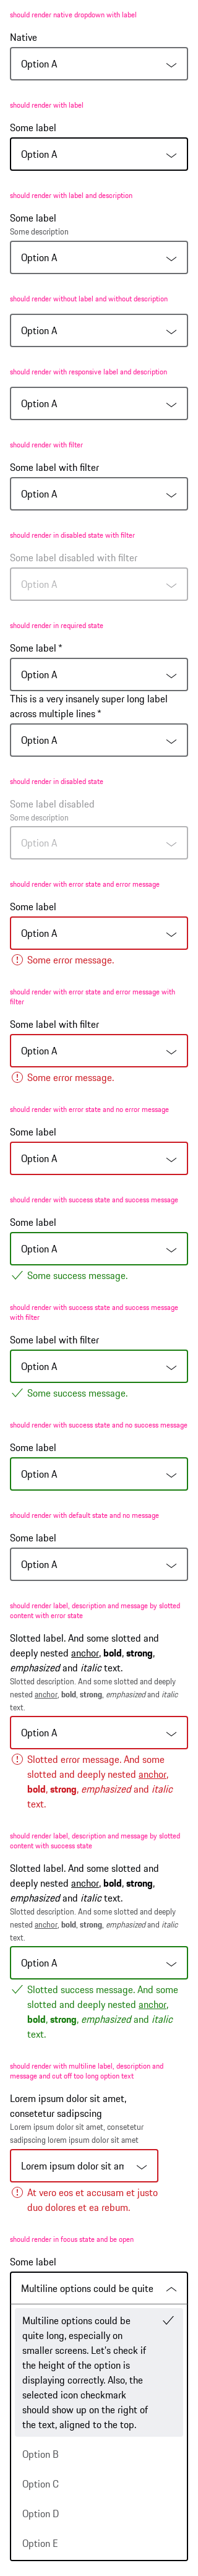 should render native dropdown with label
Native
Option A
should render with label
Some label
Option A
should render with label and description
Some label
Some description
Option A
should render without label and without description
Option A
should render with responsive label and description
Option A
should render with filter
Some label with filter
Option A
should render in disabled state with filter
Some label disabled with filter
Option A
should render in required state
Some label *
Option A
This is a very insanely super long label
across multiple lines *
Option A
should render in disabled state
Some label disabled
Some description
Option A
should render with error state and error message
Some label
Option A
Some error message.
should render with error state and error message with
filter
Some label with filter
Option A
Some error message.
should render with error state and no error message
Some label
Option A
should render with success state and success message
Some label
Option A
Some success message.
should render with success state and success message
with filter
Some label with filter
Option A
Some success message.
should render with success state and no success message
Some label
Option A
should render with default state and no message
Some label
Option A
should render label, description and message by slotted
content with error state
Slotted label. And some slotted and
deeply nested anchor, bold, strong,
emphasized and italic text.
Slotted description. And some slotted and deeply
nested anchor, bold, strong, emphasized and italic
text.
Option A
Slotted error message. And some
slotted and deeply nested anchor,
bold, strong, emphasized and italic
text.
should render label, description and message by slotted
content with success state
Slotted label. And some slotted and
deeply nested anchor, bold, strong,
emphasized and italic text.
Slotted description. And some slotted and deeply
nested anchor, bold, strong, emphasized and italic
text.
Option A
Slotted success message. And some
slotted and deeply nested anchor,
bold, strong, emphasized and italic
text.
should render with multiline label, description and
message and cut off too long option text
Lorem ipsum dolor sit amet,
consetetur sadipscing
Lorem ipsum dolor sit amet, consetetur
sadipscing lorem ipsum dolor sit amet
Lorem ipsum dolor sit am
At vero eos et accusam et justo
duo dolores et ea rebum.
should render in focus state and be open
Some label
Multiline options could be quite
Multiline options could be
quite long, especially on
smaller screens. Let's check if
the height of the option is
displaying correctly. Also, the
selected icon checkmark
should show up on the right of
the text, aligned to the top.
Option B
Option C
Option D
Option E